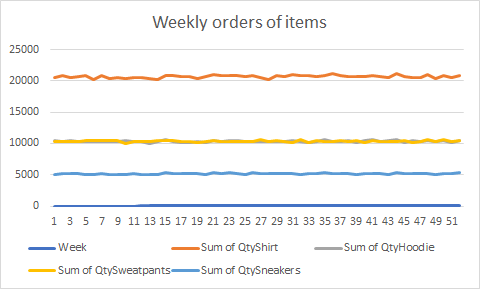 Weekly orders of items
25000
20000
15000
10000
5000
0
1 3 5 7 9 11 13 15 17 19 21 23 25 27 29 31 33 35 37 39 41 43 45 47 49 51
Week Sum of QtyShirt Sum of QtyHoodie
Sum of QtySweatpants Sum of QtySneakers